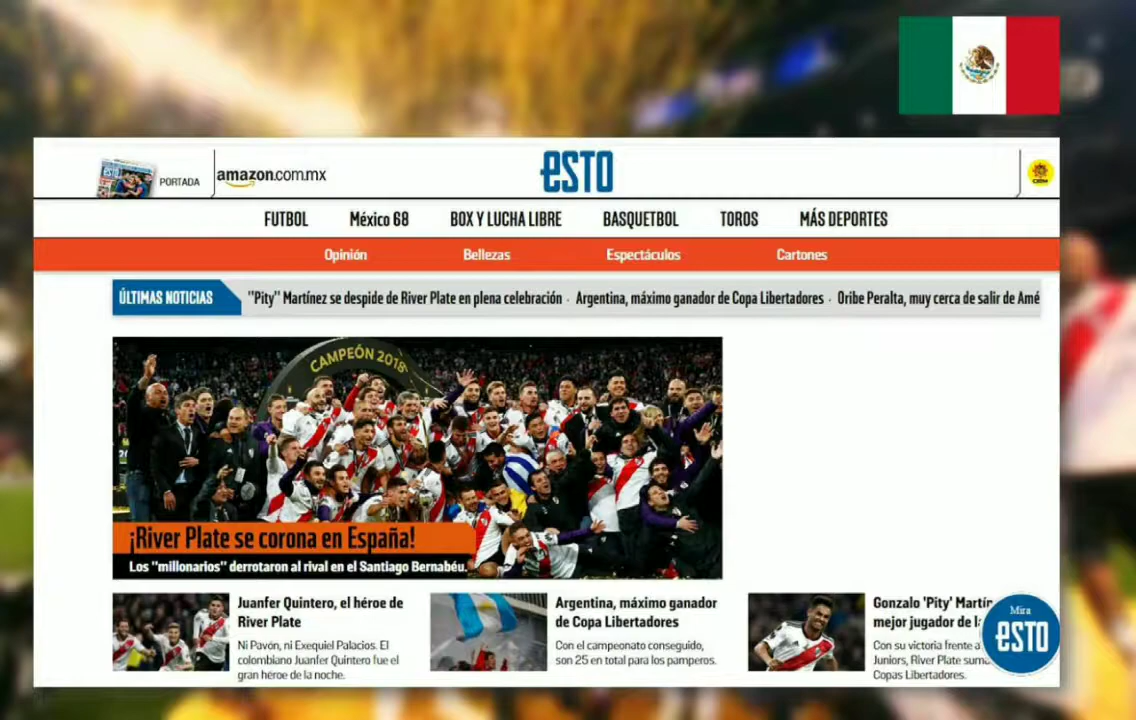 PORTADA
amazon.com.mx
esto
FUTBOL México 68 BOX Y LUCHA LIBRE BASQUETBOL TOROS MÁS DEPORTES
Opinión Bellezas Espectáculos Cartones
ÚLTIMAS NOTICIAS "Pity" Martínez se despide de River Plate en plena celebración · Argentina, máximo ganador de Copa Libertadores · Oribe Peralta, muy cerca de salir de Amé
CAMPEÓN 2018
¡River Plate se corona en España!
Los "milionarios" derrotaron al rival en el Santiago Bernabéu.
Juanfer Quintero, el héroe de
River Plate
Ni Pavón, ni Exequiel Palacios. El
colombiano Juanfer Quintero fue el
gran héroe de la noche.
Argentina, máximo ganador
de Copa Libertadores
Con el campeonato conseguido,
son 25 en total para los pamperos.
Gonzalo 'Pity' Martín
mejor jugador de l
Con su victoria frente a
Juniors, River Plate suma
Copas Libertadores.
Mira
esto